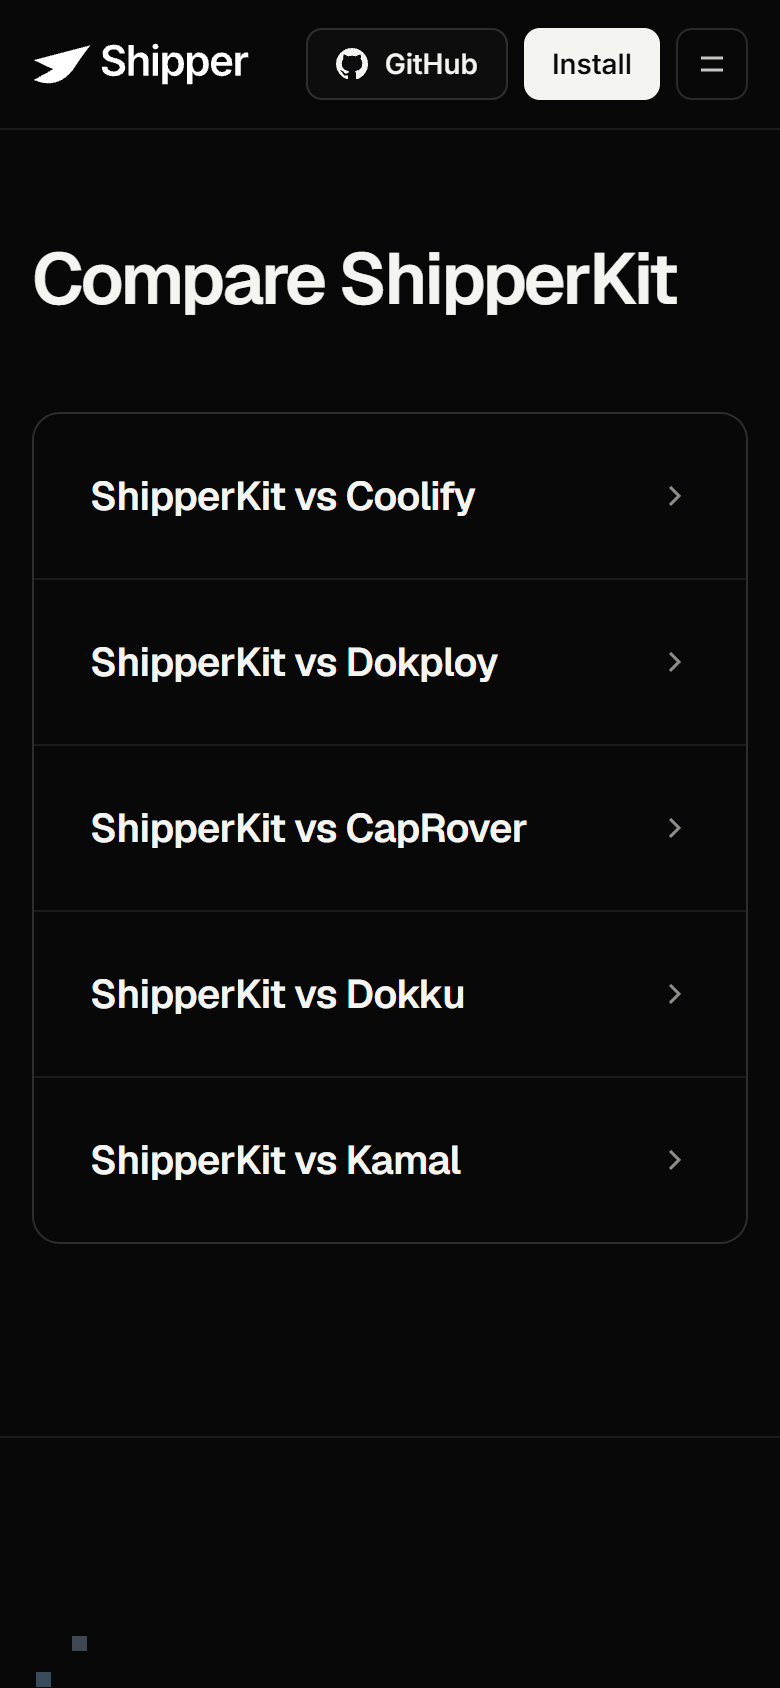 Shipper
GitHub
Install
Compare ShipperKit
ShipperKit vs Coolify
ShipperKit vs Dokploy
ShipperKit vs CapRover
ShipperKit vs Dokku
ShipperKit vs Kamal